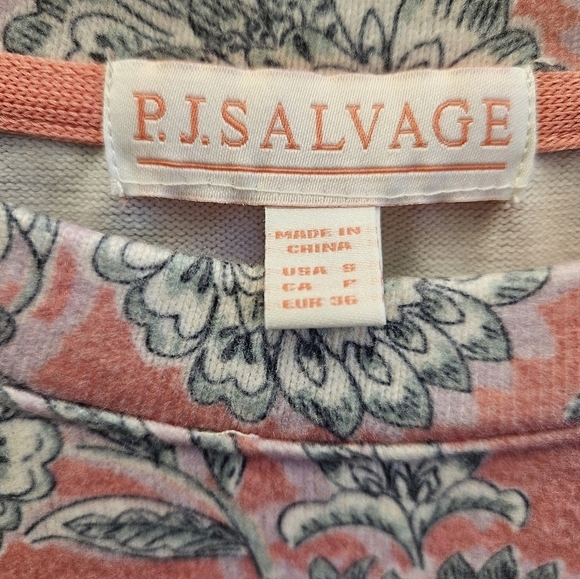 P.J.SALVAGE
MADE IN
CHINA
USA S
CA P
EUR 36